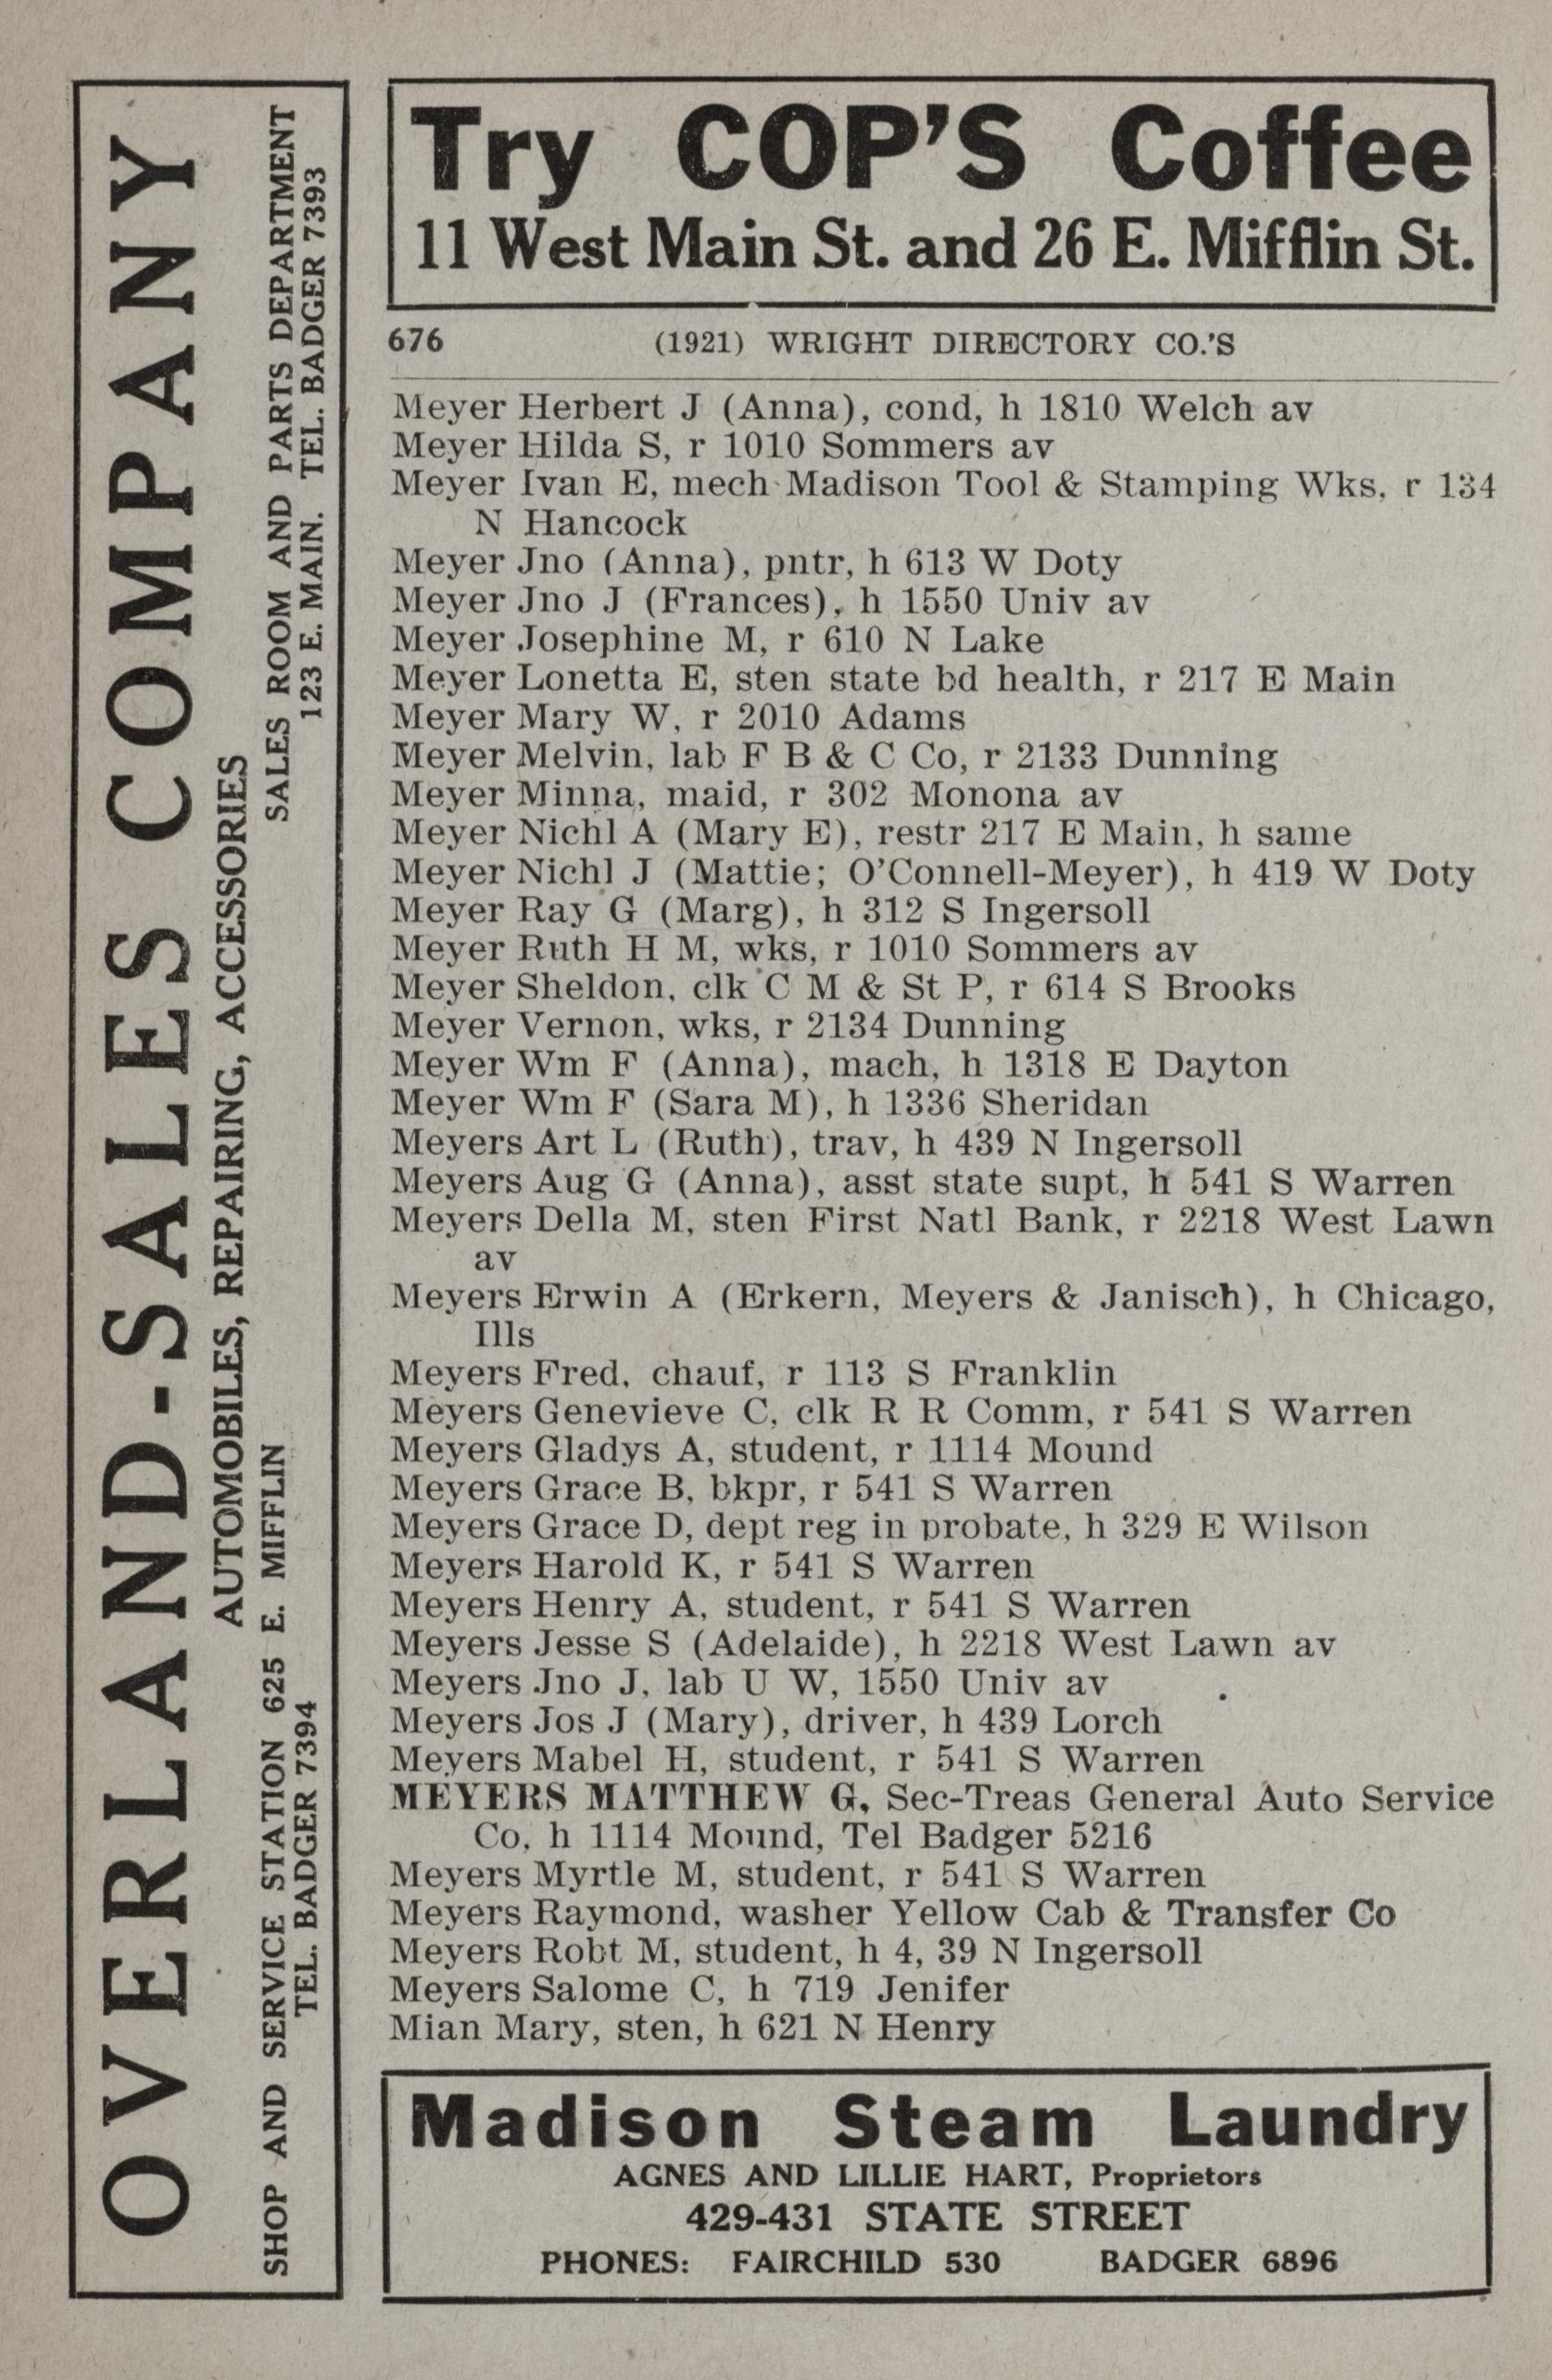 Try COP'S Coffee
11 West Main St. and 26 E. Mifflin St.
676 (1921) WRIGHT DIRECTORY CO.'S
Meyer Herbert J (Anna), cond, h 1810 Welch av
Meyer Hilda S, r 1010 Sommers av
Meyer Ivan E, mech Madison Tool & Stamping Wks, r 134
N Hancock
Meyer Jno (Anna), pntr, h 613 W Doty
Meyer Jno J (Frances), h 1550 Univ av
Meyer Josephine M, r 610 N Lake
Meyer Lonetta E, sten state bd health, r 217 E Main
Meyer Mary W, r 2010 Adams
Meyer Melvin, lab F B & C Co, r 2133 Dunning
Meyer Minna, maid, r 302 Monona av
Meyer Nichl A (Mary E), restr 217 E Main, h same
Meyer Nichl J (Mattie; O'Connell-Meyer), h 419 W Doty
Meyer Ray G (Marg), h 312 S Ingersoll
Meyer Ruth H M, wks, r 1010 Sommers av
Meyer Sheldon, clk C M & St P, r 614 S Brooks
Meyer Vernon, wks, r 2134 Dunning
Meyer Wm F (Anna), mach, h 1318 E Dayton
Meyer Wm F (Sara M), h 1336 Sheridan
Meyers Art L (Ruth), trav, h 439 N Ingersoll
Meyers Aug G (Anna), asst state supt, h 541 S Warren
Meyers Della M, sten First Natl Bank, r 2218 West Lawn
av
Meyers Erwin A (Erkern, Meyers & Janisch), h Chicago,
Ills
Meyers Fred, chauf, r 113 S Franklin
Meyers Genevieve C, clk R R Comm, r 541 S Warren
Meyers Gladys A, student, r 1114 Mound
Meyers Grace B, bkpr, r 541 S Warren
Meyers Grace D, dept reg in probate, h 329 E Wilson
Meyers Harold K, r 541 S Warren
Meyers Henry A, student, r 541 S Warren
Meyers Jesse S (Adelaide), h 2218 West Lawn av
Meyers Jno J, lab U W, 1550 Univ av
Meyers Jos J (Mary), driver, h 439 Lorch
Meyers Mabel H, student, r 541 S Warren
MEYERS MATTHEW G, Sec-Treas General Auto Service
Co, h 1114 Mound, Tel Badger 5216
Meyers Myrtle M, student, r 541 S Warren
Meyers Raymond, washer Yellow Cab & Transfer Co
Meyers Robt M, student, h 4, 39 N Ingersoll
Meyers Salome C, h 719 Jenifer
Mian Mary, sten, h 621 N Henry
Madison Steam Laundry
AGNES AND LILLIE HART, Proprietors
429-431 STATE STREET
PHONES: FAIRCHILD 530 BADGER 6896
OVERLAND-SALES COMPANY
AUTOMOBILES, REPAIRING, ACCESSORIES
SHOP AND SERVICE STATION 625 E. MIFFLIN
TEL. BADGER 7394
SALES ROOM AND PARTS DEPARTMENT
123 E. MAIN. TEL. BADGER 7393